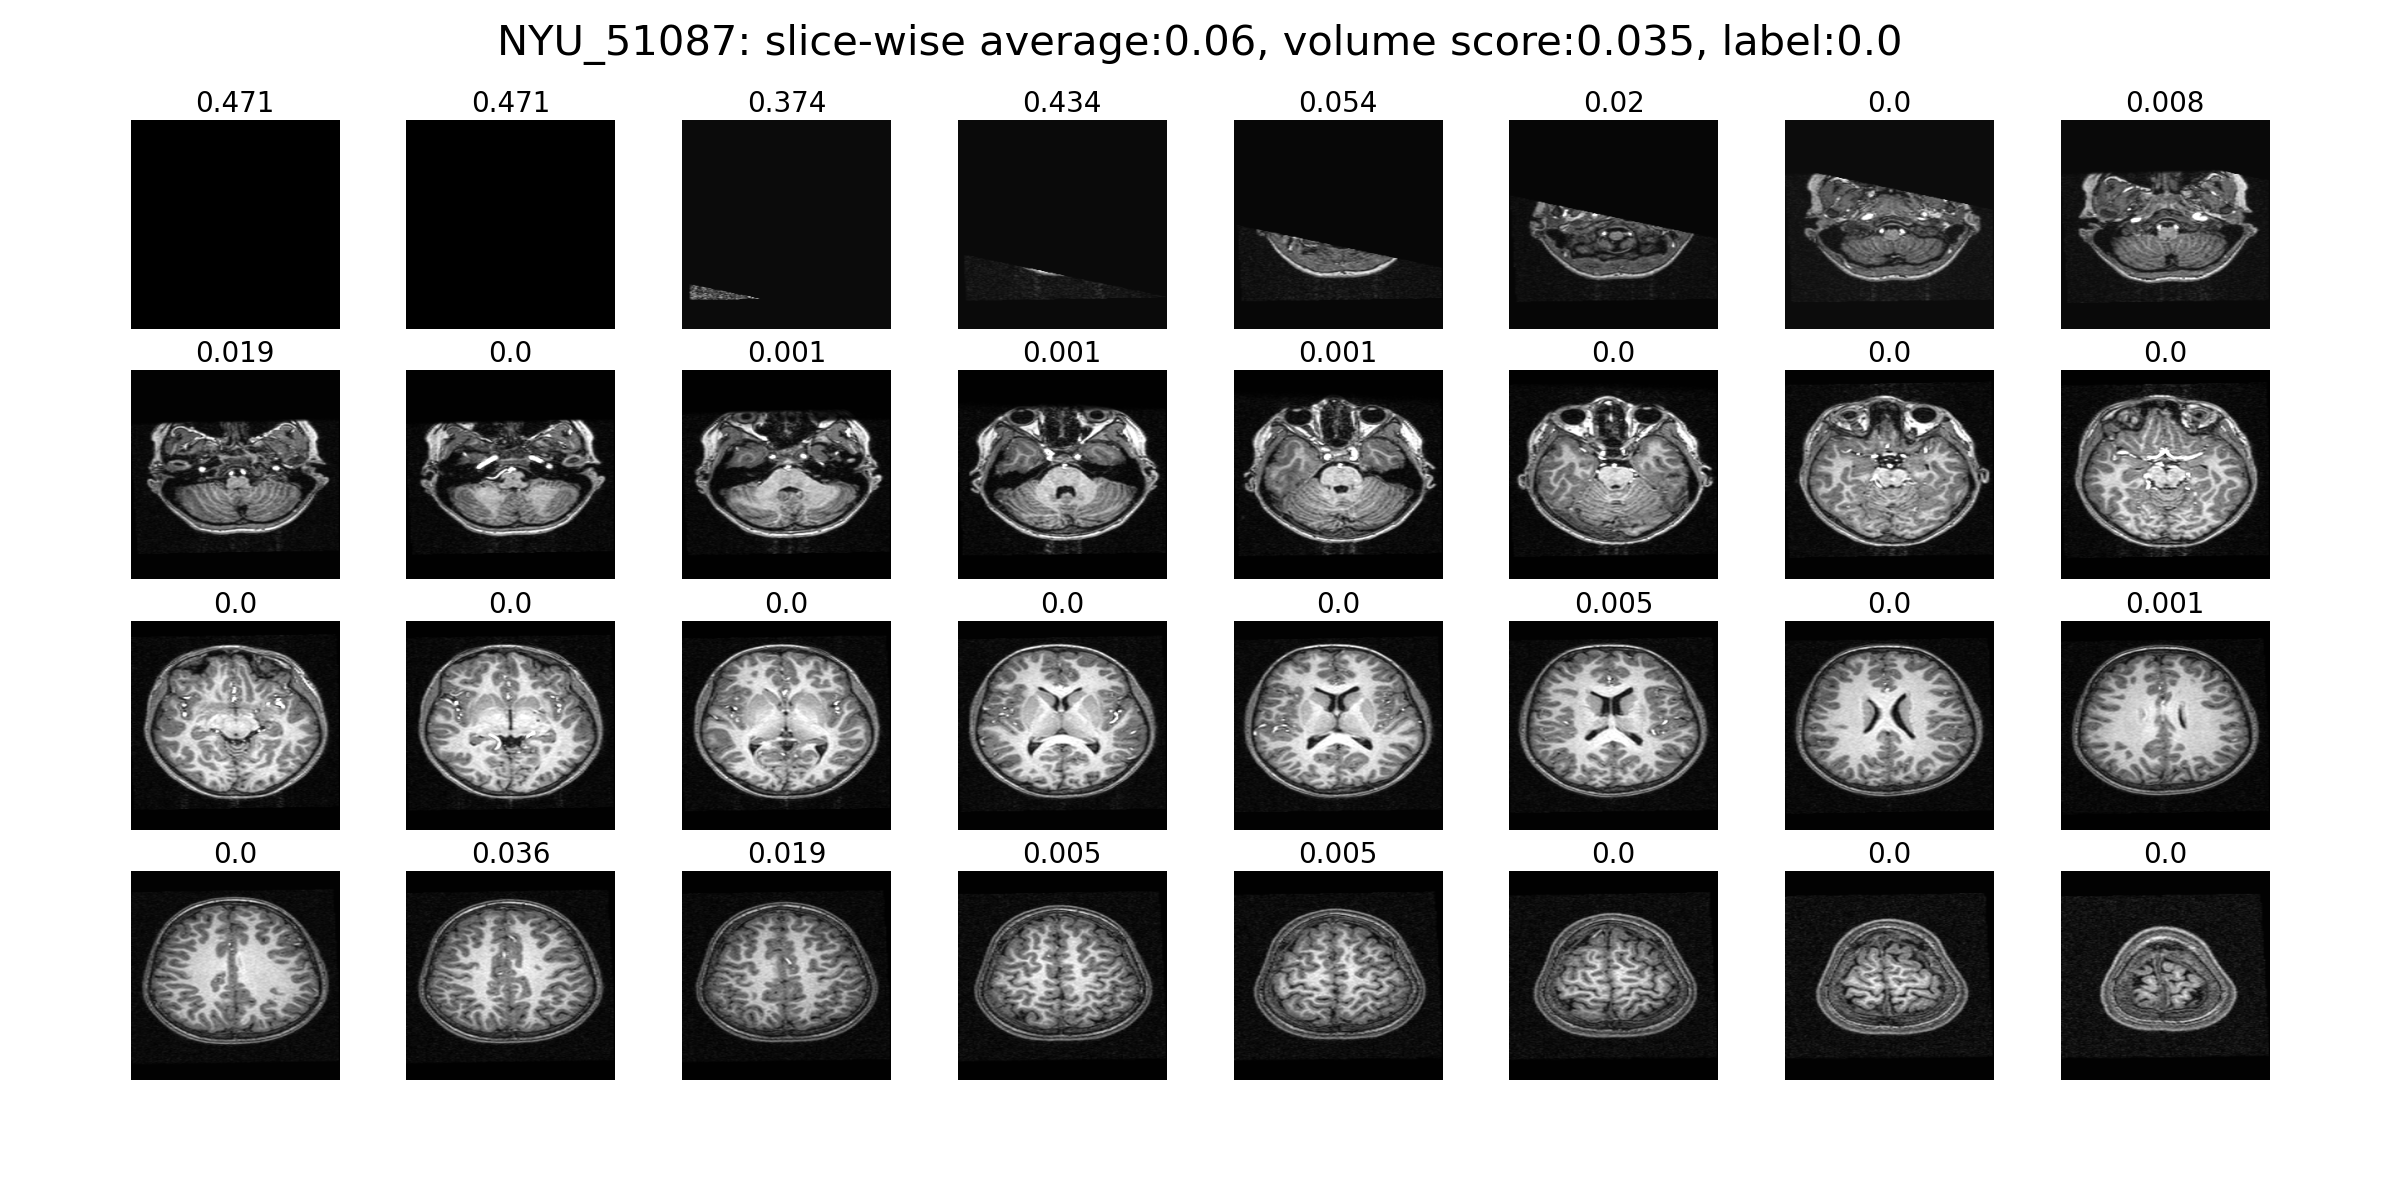 NYU_51087: slice-wise average:0.06, volume score:0.035, label:0.0
0.471 0.471 0.374 0.434 0.054 0.02 0.0 0.008
0.019 0.0 0.001 0.001 0.001 0.0 0.0 0.0
0.0 0.0 0.0 0.0 0.0 0.005 0.0 0.001
0.0 0.036 0.019 0.005 0.005 0.0 0.0 0.0